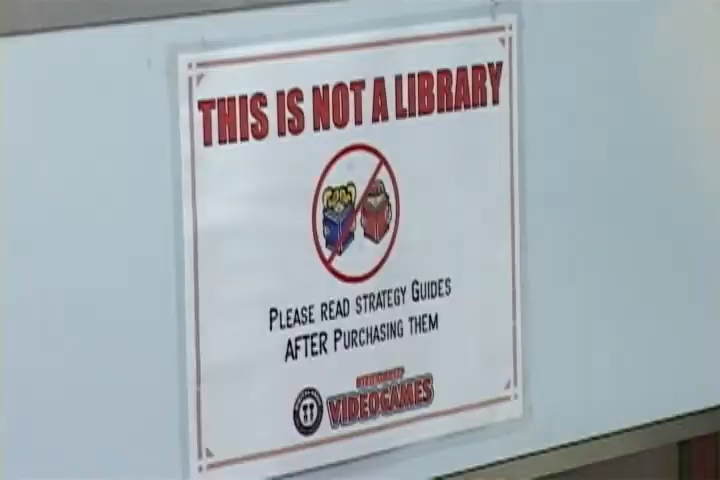 THIS IS NOT A LIBRARY
PLEASE READ STRATEGY GUIDES
AFTER PURCHASING THEM
VIDEOGAMES